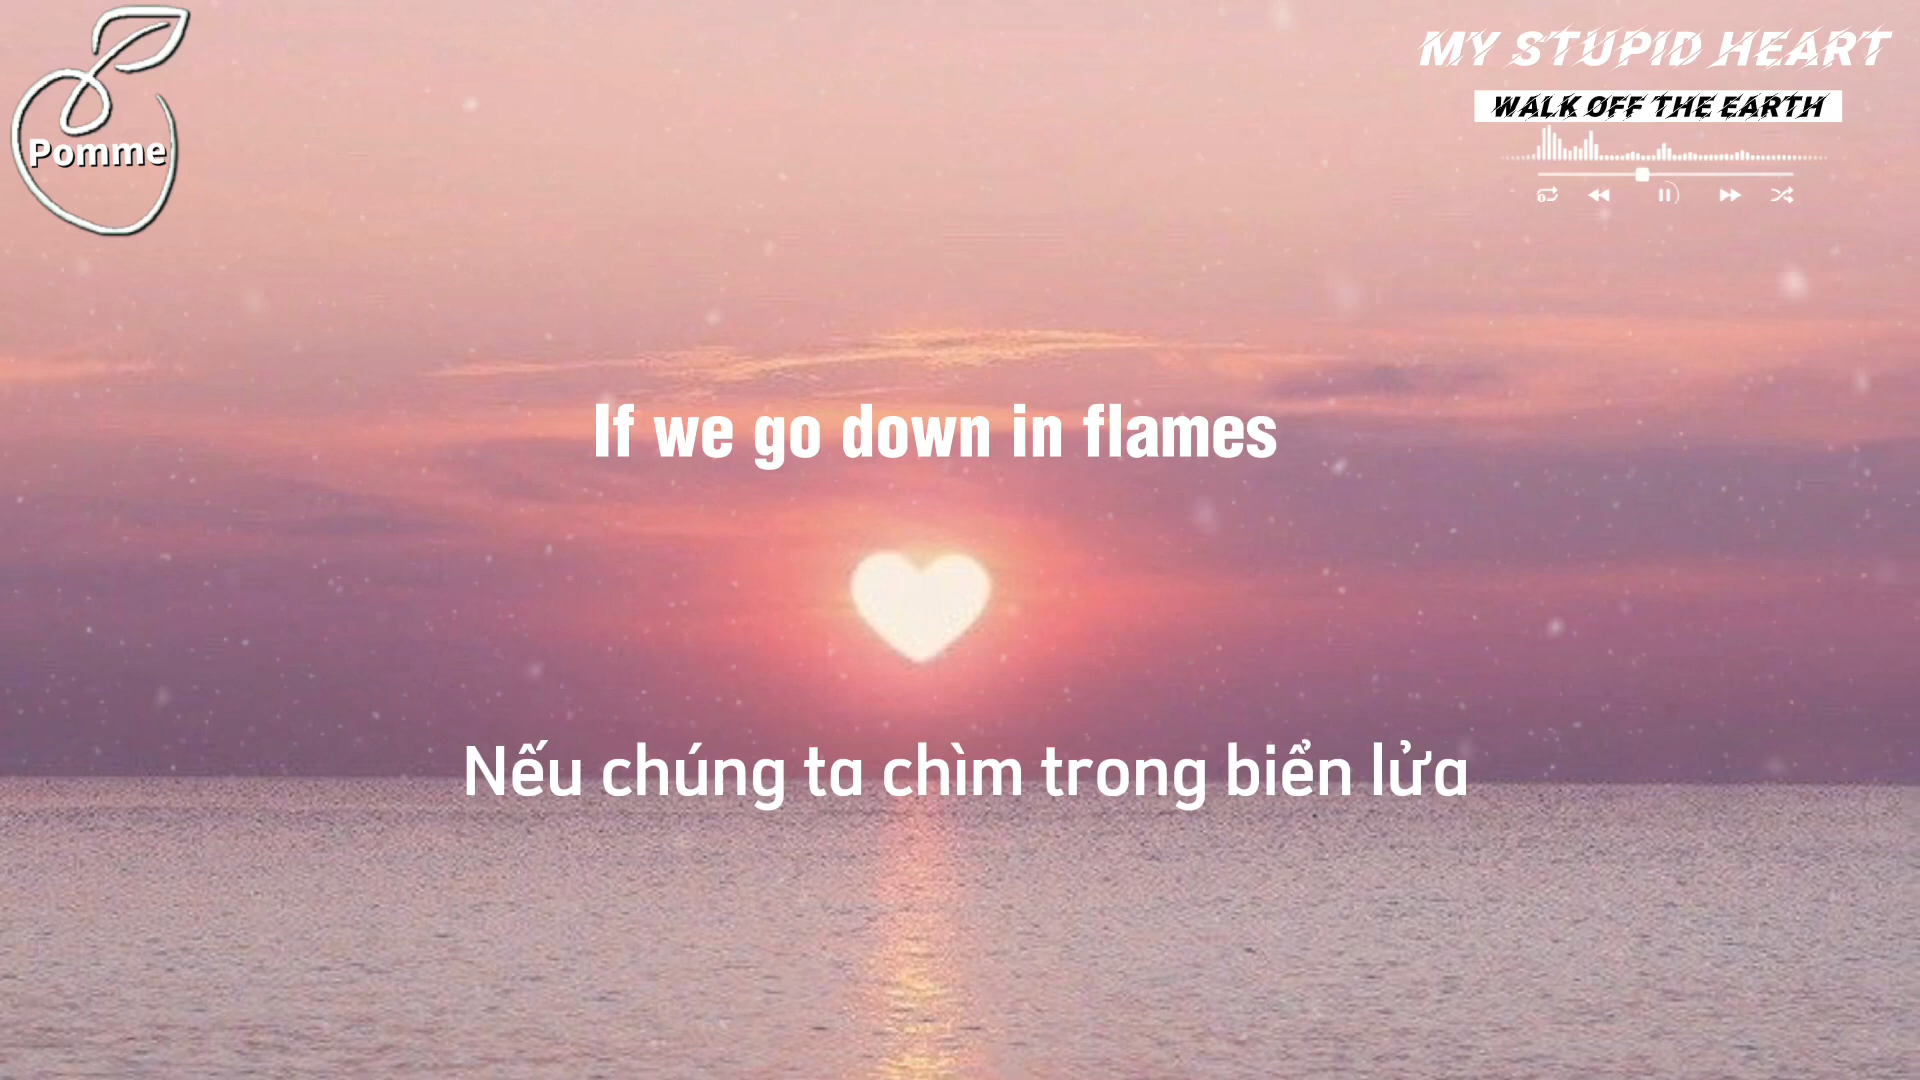 Pomme
MY STUPID HEART
WALK OFF THE EARTH
If we go down in flames
Nếu chúng ta chìm trong biển lửa